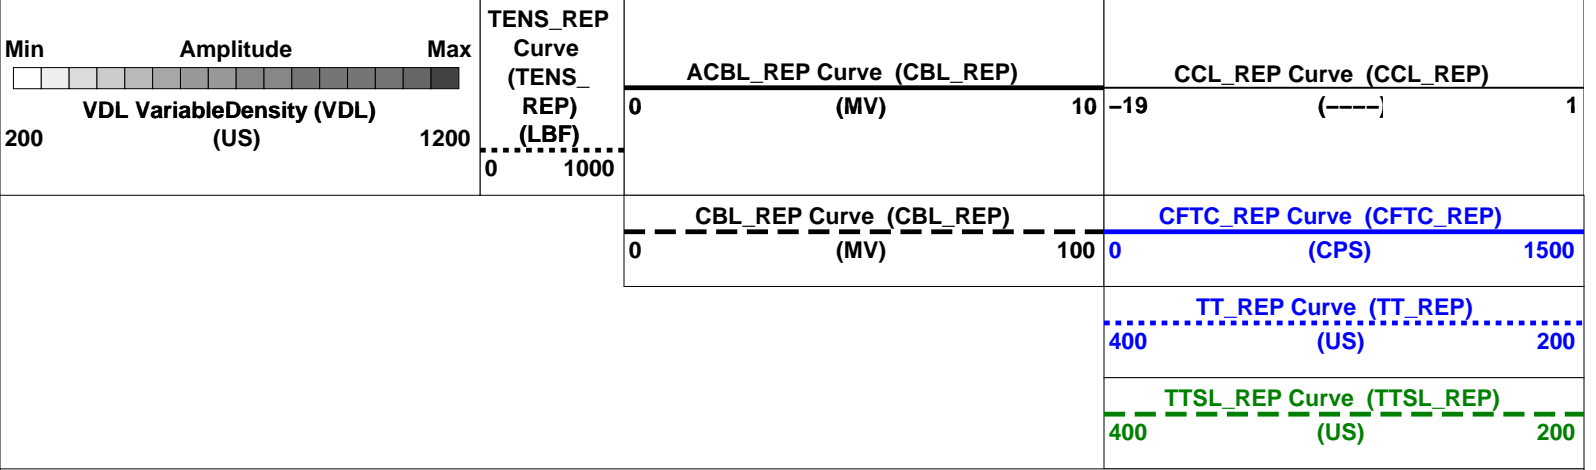 Min Amplitude Max
VDL VariableDensity (VDL)
200 (US) 1200
TENS_REP
Curve
(TENS_
REP)
(LBF)
0 1000
ACBL_REP Curve (CBL_REP)
0 (MV) 10
CCL_REP Curve (CCL_REP)
−19 (−−−−) 1
CBL_REP Curve (CBL_REP)
0 (MV) 100
CFTC_REP Curve (CFTC_REP)
0 (CPS) 1500
TT_REP Curve (TT_REP)
400 (US) 200
TTSL_REP Curve (TTSL_REP)
400 (US) 200